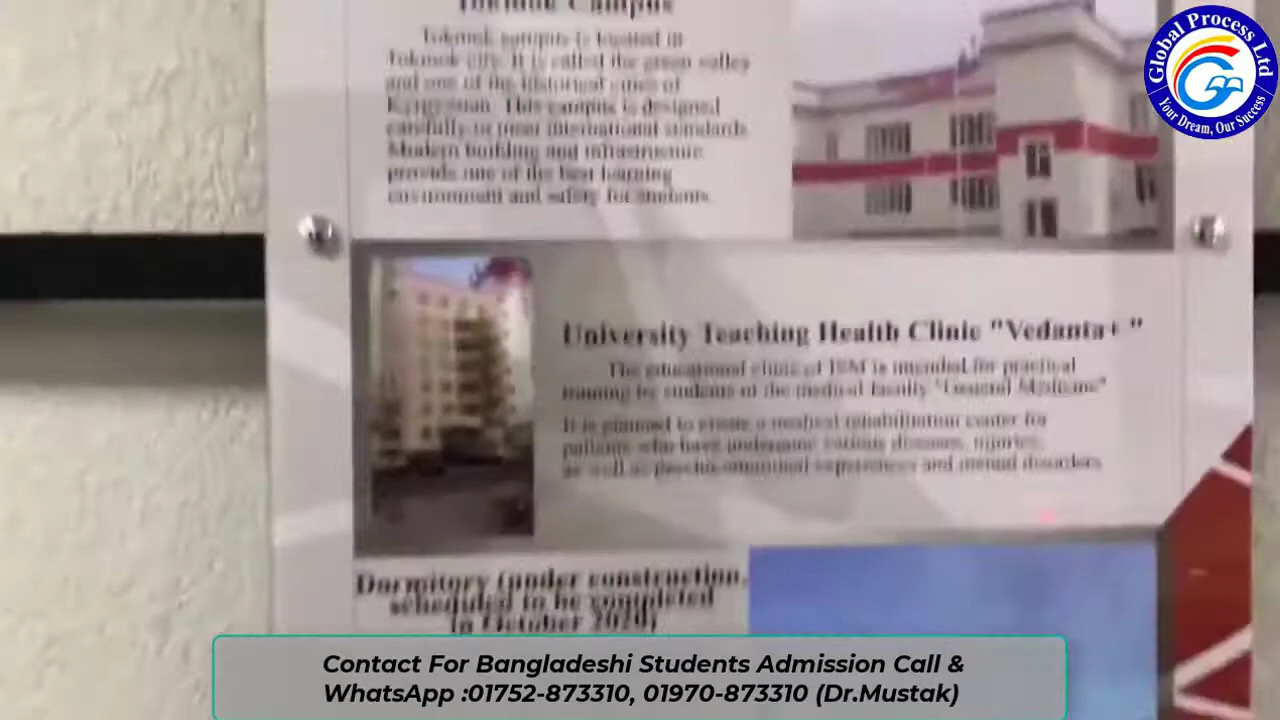 Tokmok Campus
Tokmok campus is located in
Tokmok city. It is called the green valley
and one of the historical cities of
Kyrgyzstan. This campus is designed
carefully to meet international standards.
Modern building and infrastructure
provide one of the best learning
environment and safety for students.
University Teaching Health Clinic "Vedanta+ "
The educational clinic of ISM is intended for practical
training by students of the medical faculty "General Medicine"
It is planned to create a medical rehabilitation center for
patients who have undergone various diseases, injuries,
as well as psycho-emotional experiences and mental disorders
Dormitory (under construction,
scheduled to be completed
in October 2020)
Global Process Ltd
Your Dream, Our Success
Contact For Bangladeshi Students Admission Call &
WhatsApp :01752-873310, 01970-873310 (Dr.Mustak)